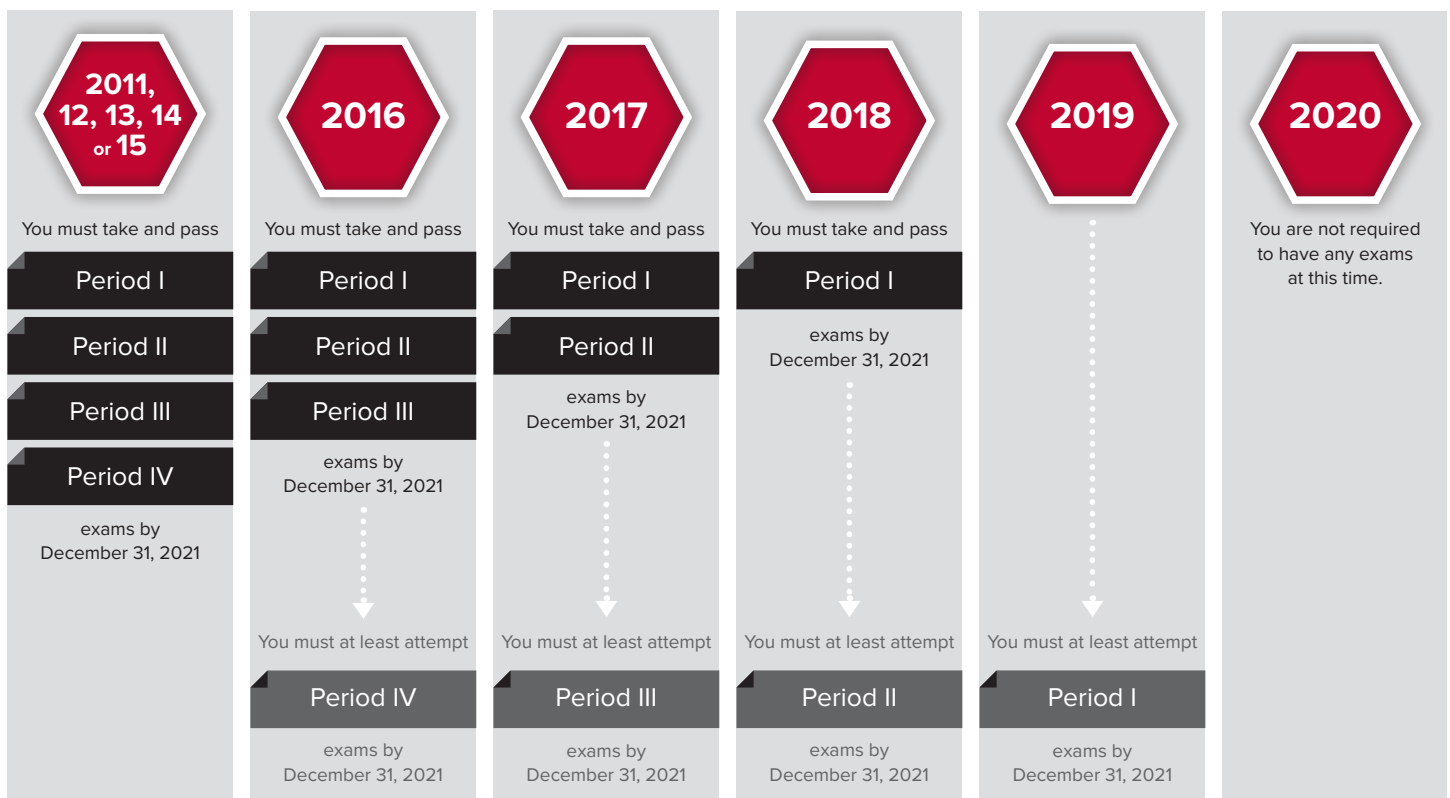 2011,
12, 13, 14
or 15
You must take and pass
Period I
Period II
Period III
Period IV
exams by
December 31, 2021
2016
You must take and pass
Period I
Period II
Period III
exams by
December 31, 2021
You must at least attempt
Period IV
exams by
December 31, 2021
2017
You must take and pass
Period I
Period II
exams by
December 31, 2021
You must at least attempt
Period III
exams by
December 31, 2021
2018
You must take and pass
Period I
exams by
December 31, 2021
You must at least attempt
Period II
exams by
December 31, 2021
2019
You must at least attempt
Period I
exams by
December 31, 2021
2020
You are not required
to have any exams
at this time.